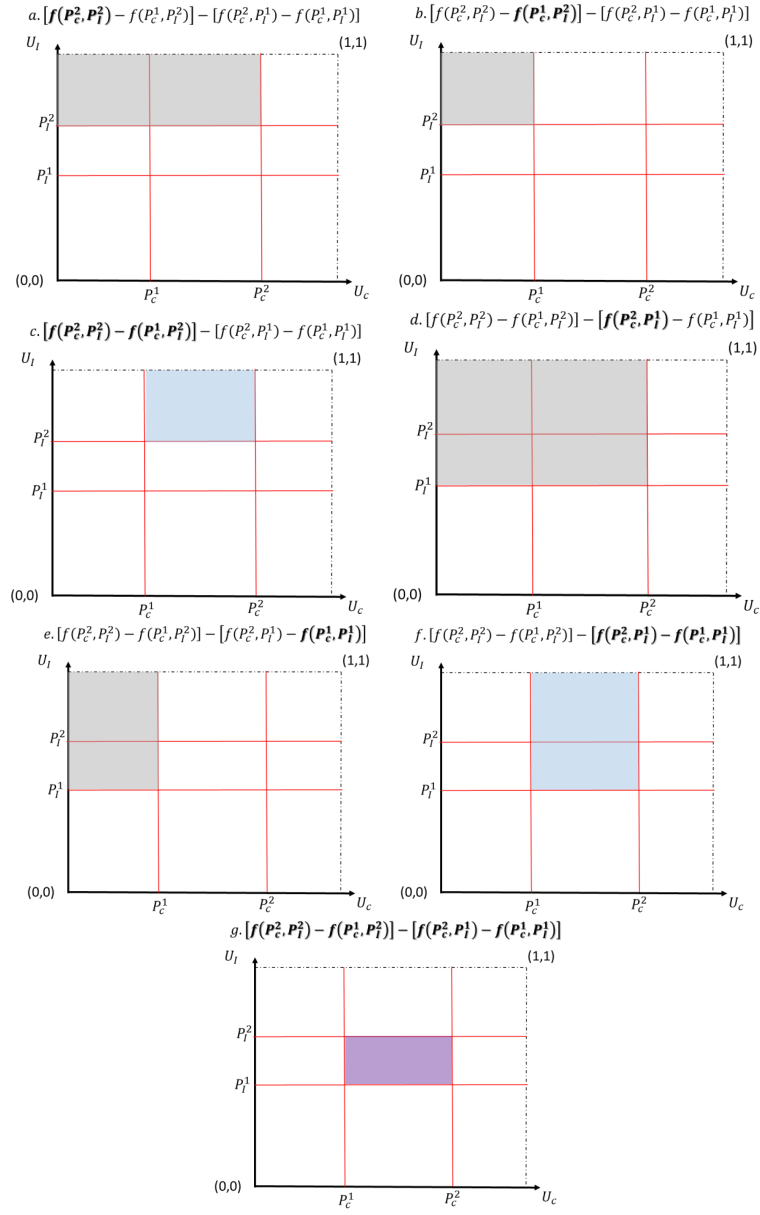 a. [f(P_c^2, P_I^2) − f(P_c^1, P_I^2)] − [f(P_c^2, P_I^1) − f(P_c^1, P_I^1)]
U_I
(1,1)
P_I^2
P_I^1
(0,0)
P_c^1
P_c^2
U_c
b. [f(P_c^2, P_I^2) − f(P_c^1, P_I^2)] − [f(P_c^2, P_I^1) − f(P_c^1, P_I^1)]
U_I
(1,1)
P_I^2
P_I^1
(0,0)
P_c^1
P_c^2
U_c
c. [f(P_c^2, P_I^2) − f(P_c^1, P_I^2)] − [f(P_c^2, P_I^1) − f(P_c^1, P_I^1)]
U_I
(1,1)
P_I^2
P_I^1
(0,0)
P_c^1
P_c^2
U_c
d. [f(P_c^2, P_I^2) − f(P_c^1, P_I^2)] − [f(P_c^2, P_I^1) − f(P_c^1, P_I^1)]
U_I
(1,1)
P_I^2
P_I^1
(0,0)
P_c^1
P_c^2
U_c
e. [f(P_c^2, P_I^2) − f(P_c^1, P_I^2)] − [f(P_c^2, P_I^1) − f(P_c^1, P_I^1)]
U_I
(1,1)
P_I^2
P_I^1
(0,0)
P_c^1
P_c^2
U_c
f. [f(P_c^2, P_I^2) − f(P_c^1, P_I^2)] − [f(P_c^2, P_I^1) − f(P_c^1, P_I^1)]
U_I
(1,1)
P_I^2
P_I^1
(0,0)
P_c^1
P_c^2
U_c
g. [f(P_c^2, P_I^2) − f(P_c^1, P_I^2)] − [f(P_c^2, P_I^1) − f(P_c^1, P_I^1)]
U_I
(1,1)
P_I^2
P_I^1
(0,0)
P_c^1
P_c^2
U_c